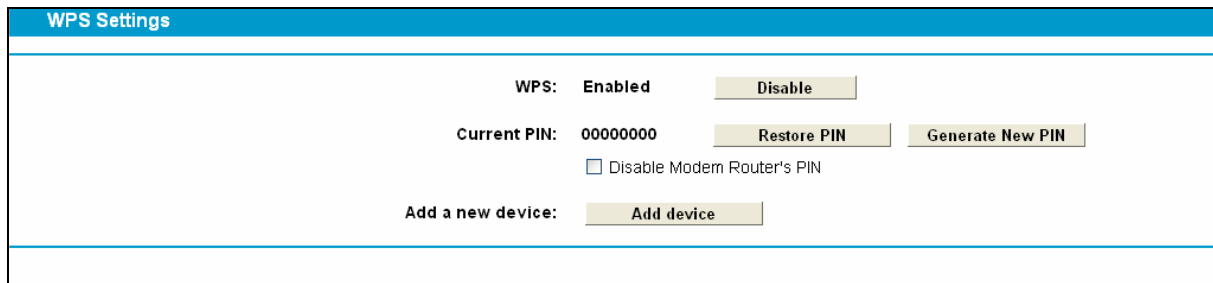 WPS Settings
WPS: Enabled Disable
Current PIN: 00000000 Restore PIN Generate New PIN
Disable Modem Router's PIN
Add a new device: Add device